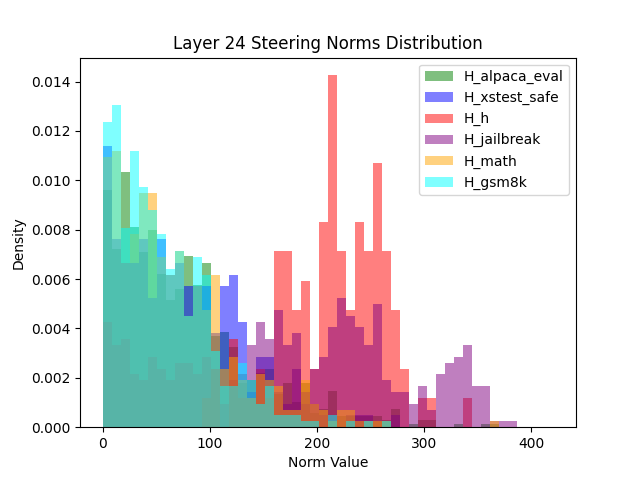 Layer 24 Steering Norms Distribution
H_alpaca_eval
H_xstest_safe
H_h
H_jailbreak
H_math
H_gsm8k
Density
0.014
0.012
0.010
0.008
0.006
0.004
0.002
0.000
0 100 200 300 400
Norm Value